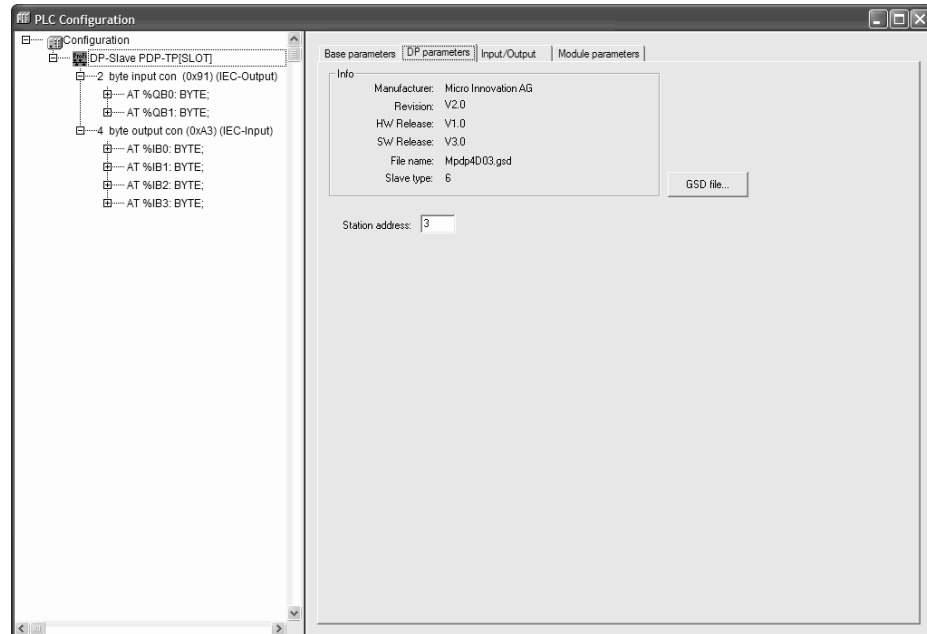 PLC Configuration
Configuration
DP-Slave PDP-TP[SLOT]
2 byte input con (0x91) (IEC-Output)
AT %QB0: BYTE;
AT %QB1: BYTE;
4 byte output con (0xA3) (IEC-Input)
AT %IB0: BYTE;
AT %IB1: BYTE;
AT %IB2: BYTE;
AT %IB3: BYTE;
Base parameters DP parameters Input/Output Module parameters
Info
Manufacturer: Micro Innovation AG
Revision: V2.0
HW Release: V1.0
SW Release: V3.0
File name: Mpdp4D03.gsd
Slave type: 6
GSD file...
Station address: 3